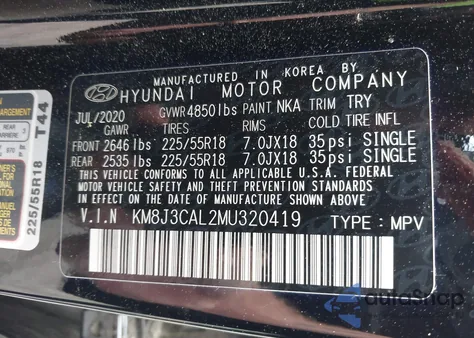 MANUFACTURED IN KOREA BY
HYUNDAI MOTOR COMPANY
JUL/2020 GVWR 4850lbs PAINT NKA TRIM TRY
GAWR TIRES RIMS COLD TIRE INFL
FRONT 2646lbs 225/55R18 7.0JX18 35psi SINGLE
REAR 2535lbs 225/55R18 7.0JX18 35psi SINGLE
THIS VEHICLE CONFORMS TO ALL U.S.A. FEDERAL
MOTOR VEHICLE SAFETY AND THEFT PREVENTION STANDARDS
IN EFFECT ON THE DATE OF MANUFACTURE SHOWN ABOVE
V.I.N KM8J3CAL2MU320419 TYPE: MPV
T44
225/55R18
REAR
MANUEL
autoSnap